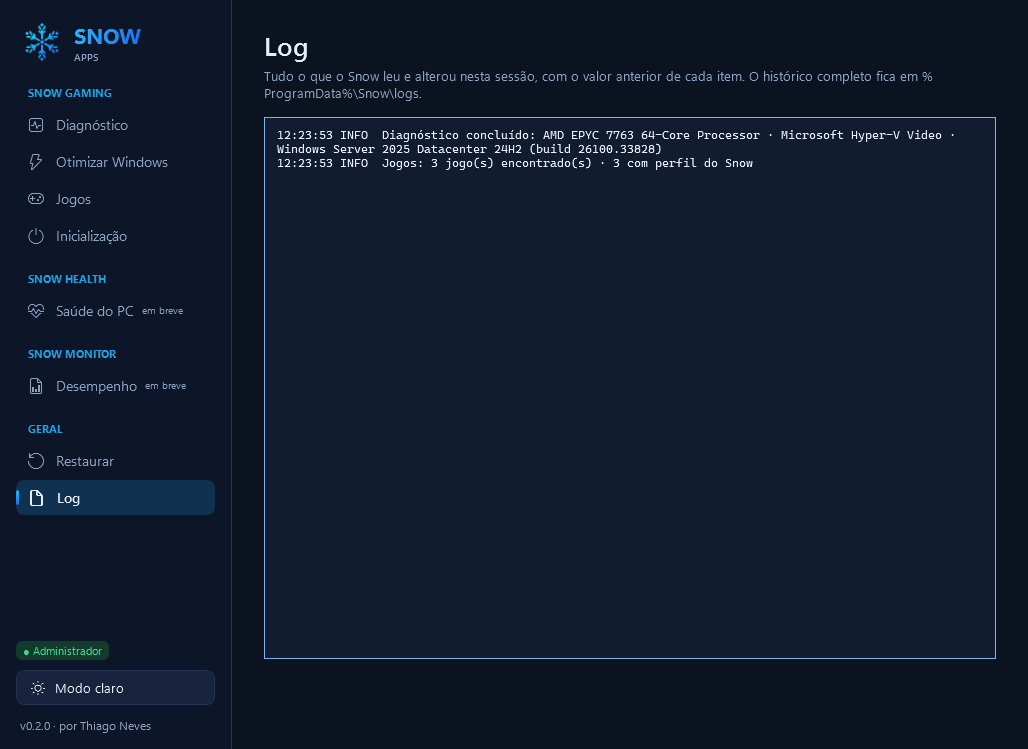 SNOW
APPS
SNOW GAMING
Diagnóstico
Otimizar Windows
Jogos
Inicialização
SNOW HEALTH
Saúde do PC em breve
SNOW MONITOR
Desempenho em breve
GERAL
Restaurar
Log
● Administrador
Modo claro
v0.2.0 · por Thiago Neves
Log
Tudo o que o Snow leu e alterou nesta sessão, com o valor anterior de cada item. O histórico completo fica em %
ProgramData%\Snow\logs.
12:23:53 INFO  Diagnóstico concluído: AMD EPYC 7763 64-Core Processor · Microsoft Hyper-V Video ·
Windows Server 2025 Datacenter 24H2 (build 26100.33828)
12:23:53 INFO  Jogos: 3 jogo(s) encontrado(s) · 3 com perfil do Snow